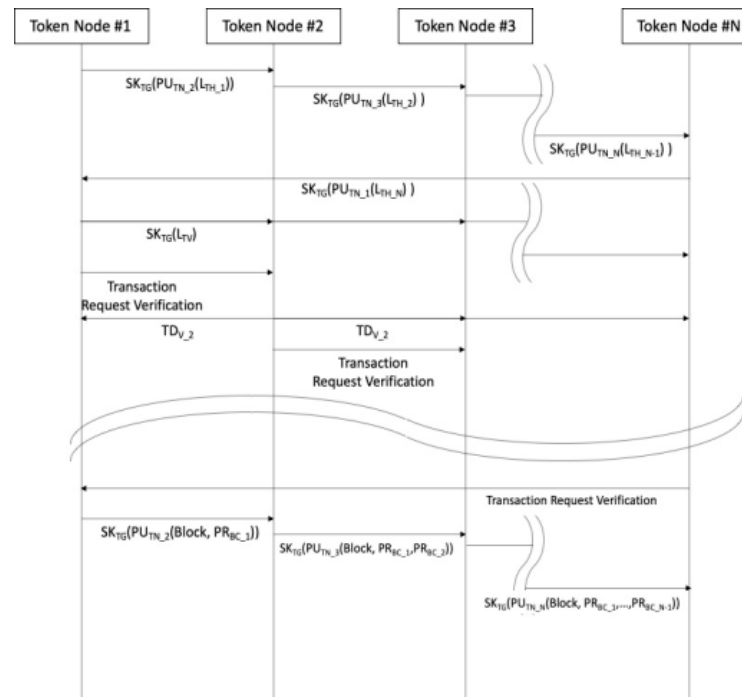 Token Node #1
Token Node #2
Token Node #3
Token Node #N
SK_TG(PU_TN_2(L_TH_1))
SK_TG(PU_TN_3(L_TH_2) )
SK_TG(PU_TN_N(L_TH_N-1) )
SK_TG(PU_TN_1(L_TH_N) )
SK_TG(L_TV)
Transaction
Request Verification
TD_V_2
TD_V_2
Transaction
Request Verification
Transaction Request Verification
SK_TG(PU_TN_2(Block, PR_BC_1))
SK_TG(PU_TN_3(Block, PR_BC_1,PR_BC_2))
SK_TG(PU_TN_N(Block, PR_BC_1,...,PR_BC_N-1))